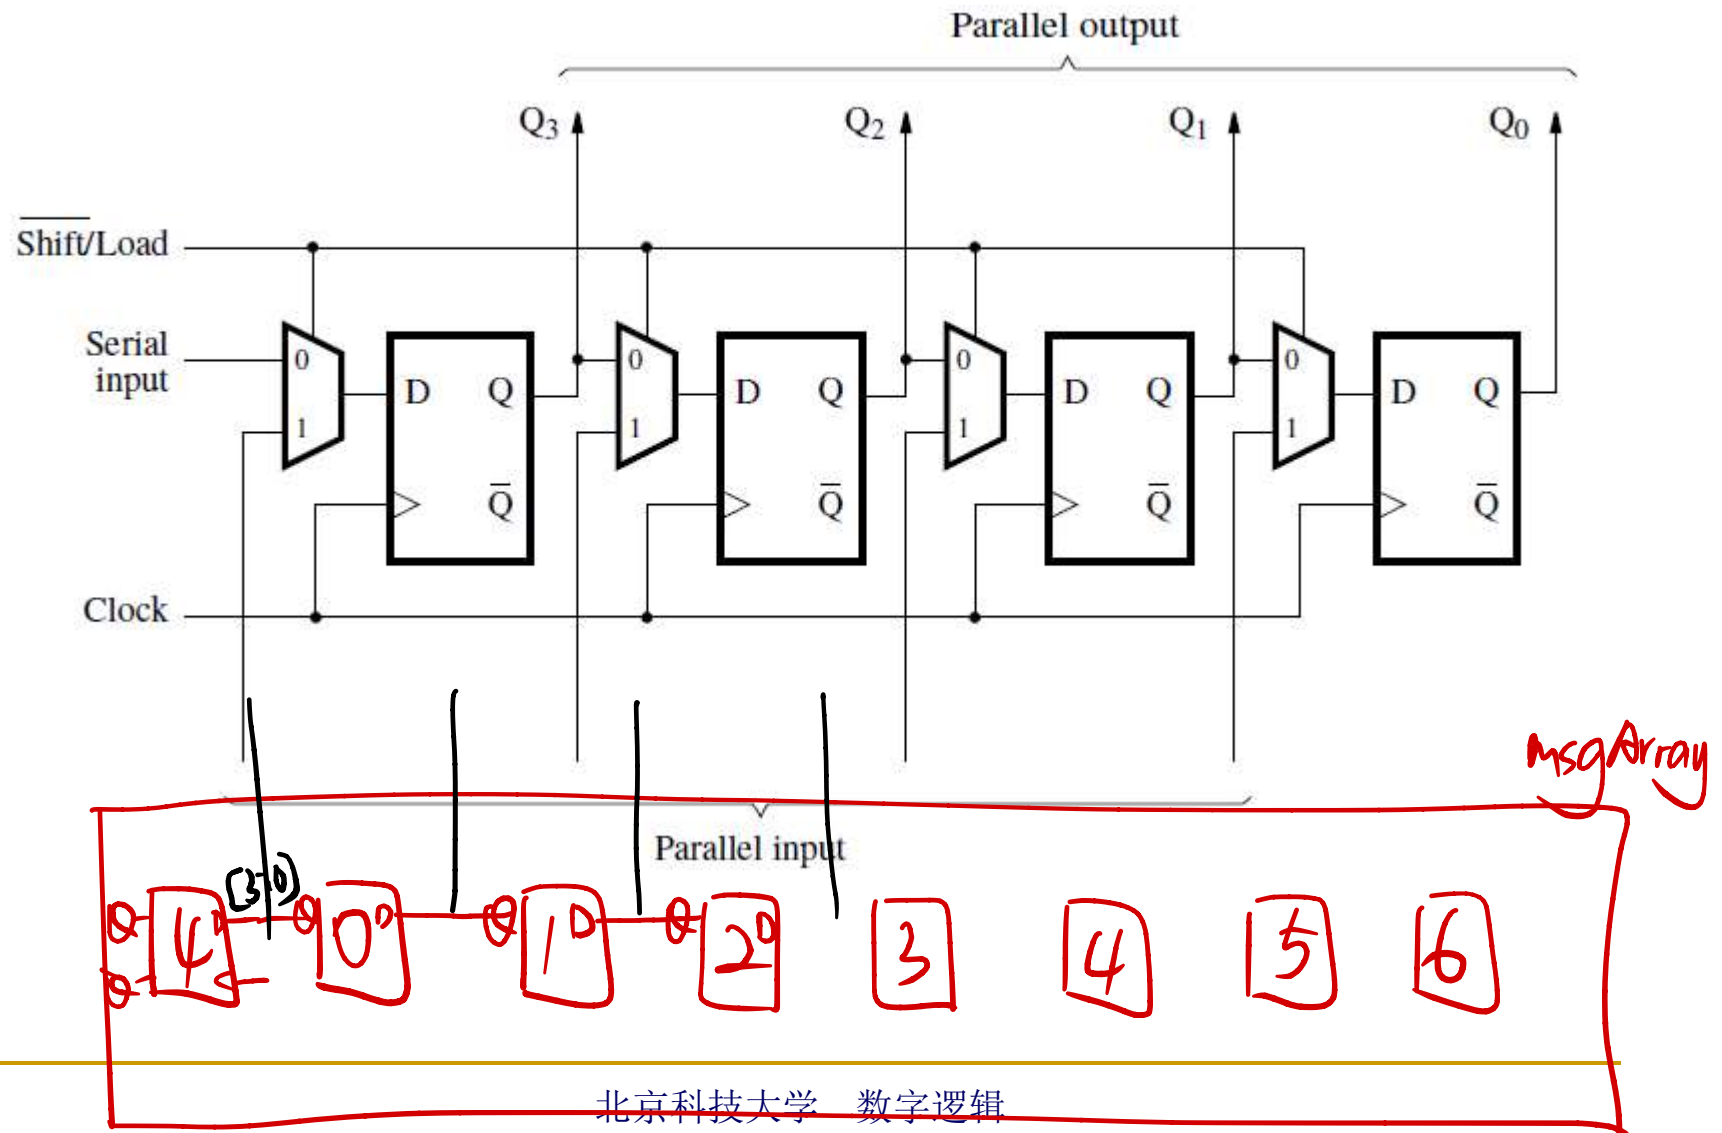 Parallel output
Q3 Q2 Q1 Q0
Shift/Load
Serial input
0 0 0 0
D Q D Q D Q D Q
1 1 1 1
Q̅ Q̅ Q̅ Q̅
Clock
msgArray
Parallel input
[3:0)
Q 4 D Q 0 D Q 1 D Q 2 D 3 4 5 6
Q
北京科技大学 数字逻辑